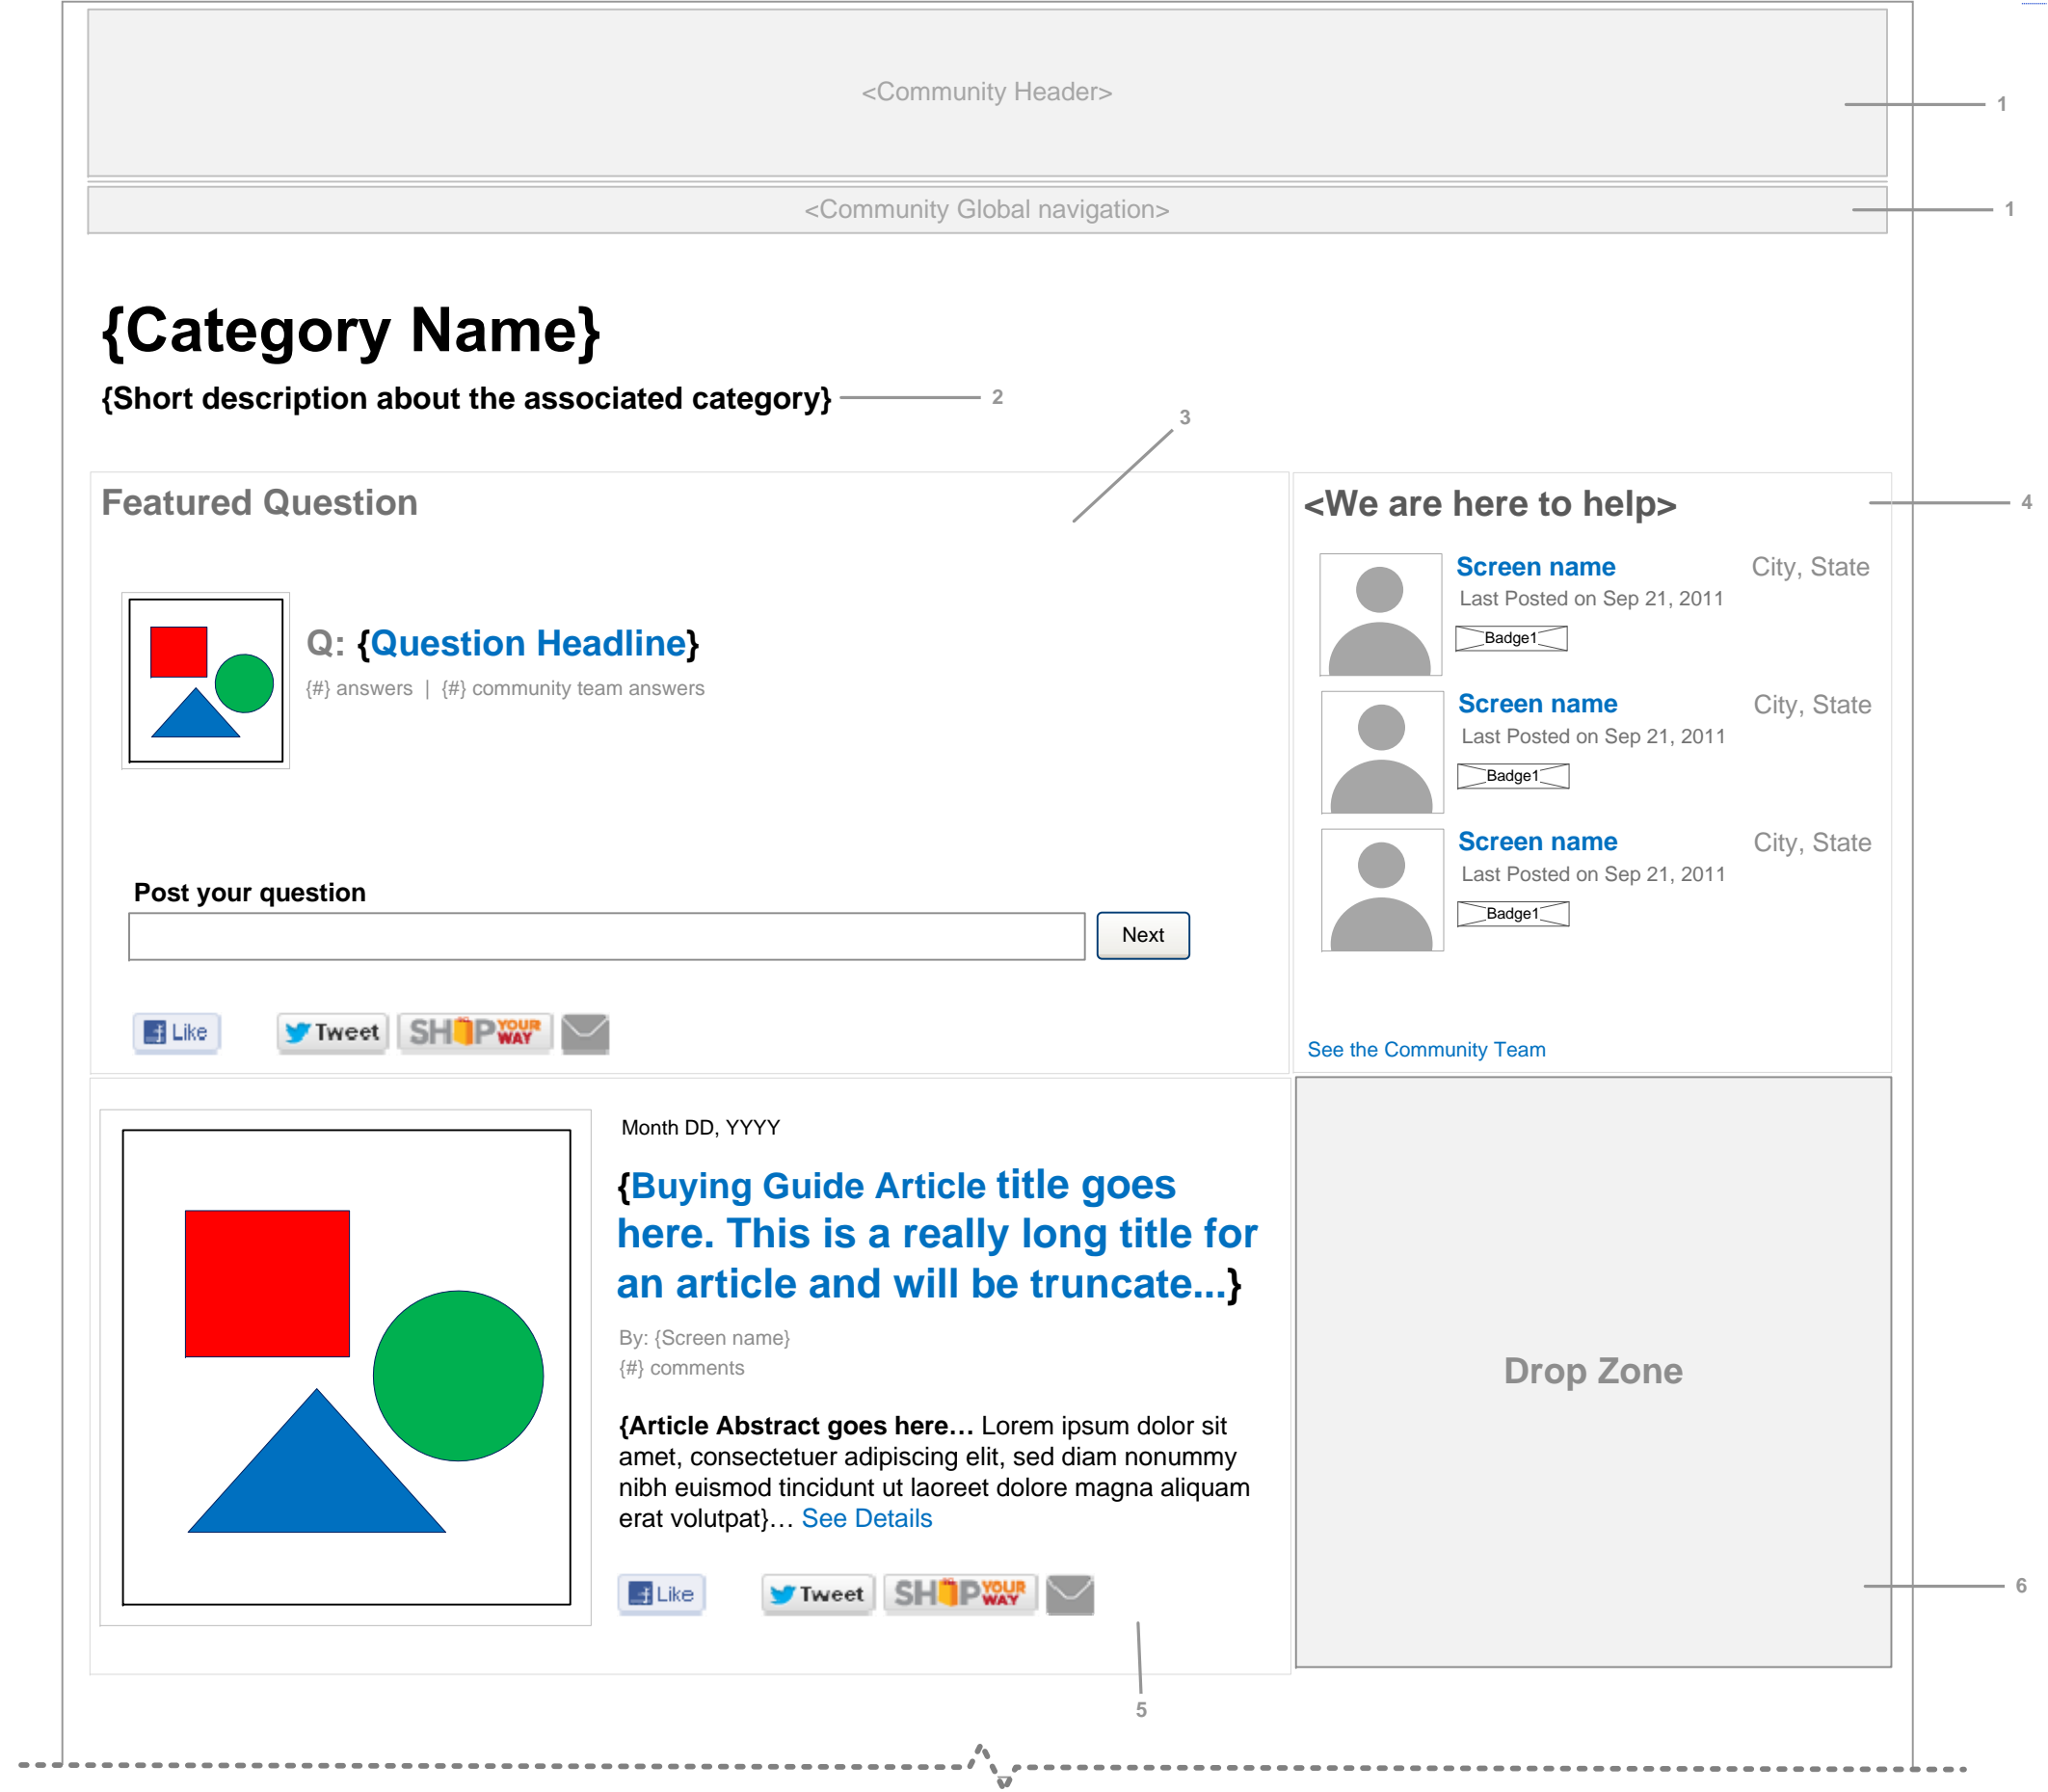 <Community Header>
1
<Community Global navigation>
1
{Category Name}
{Short description about the associated category}
2
3
Featured Question
Q: {Question Headline}
{#} answers | {#} community team answers
Post your question
Next
Like
Tweet
SHOP YOUR WAY
<We are here to help>
4
Screen name
City, State
Last Posted on Sep 21, 2011
Badge1
Screen name
City, State
Last Posted on Sep 21, 2011
Badge1
Screen name
City, State
Last Posted on Sep 21, 2011
Badge1
See the Community Team
Month DD, YYYY
{Buying Guide Article title goes
here. This is a really long title for
an article and will be truncate...}
By: {Screen name}
{#} comments
{Article Abstract goes here… Lorem ipsum dolor sit
amet, consectetuer adipiscing elit, sed diam nonummy
nibh euismod tincidunt ut laoreet dolore magna aliquam
erat volutpat}… See Details
Like
Tweet
SHOP YOUR WAY
5
Drop Zone
6